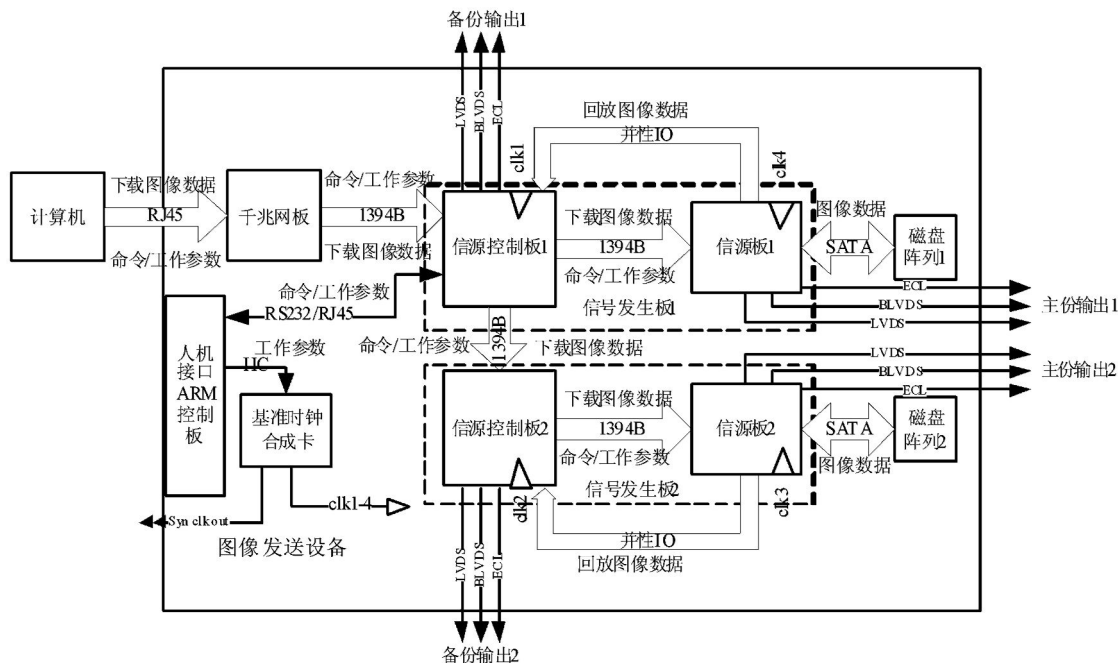 备份输出1
LVDS
BLVDS
ECL
回放图像数据
并性IO
clk1
clk4
计算机
下载图像数据
RJ45
命令/工作参数
千兆网板
命令/工作参数
1394B
下载图像数据
信源控制板1
下载图像数据
1394B
命令/工作参数
信源板1
图像数据
SATA
磁盘
阵列1
信号发生板1
ECL
BLVDS
LVDS
主份输出1
命令/工作参数
RS232/RJ45
命令/工作参数
1394B
下载图像数据
人机
接口
ARM
控制
板
工作参数
IIC
基准时钟
合成卡
clk1-4
Syn clkout
图像发送设备
信源控制板2
下载图像数据
1394B
命令/工作参数
信源板2
LVDS
BLVDS
ECL
主份输出2
SATA
图像数据
磁盘
阵列2
信号发生板2
clk2
clk3
并性IO
回放图像数据
LVDS
BLVDS
ECL
备份输出2